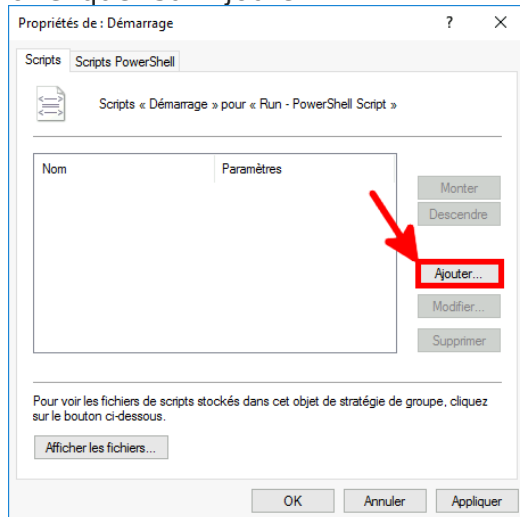 Propriétés de : Démarrage ? X
Scripts Scripts PowerShell
Scripts « Démarrage » pour « Run - PowerShell Script »
Nom Paramètres
Monter
Descendre
Ajouter...
Modifier...
Supprimer
Pour voir les fichiers de scripts stockés dans cet objet de stratégie de groupe, cliquez
sur le bouton ci-dessous.
Afficher les fichiers...
OK Annuler Appliquer